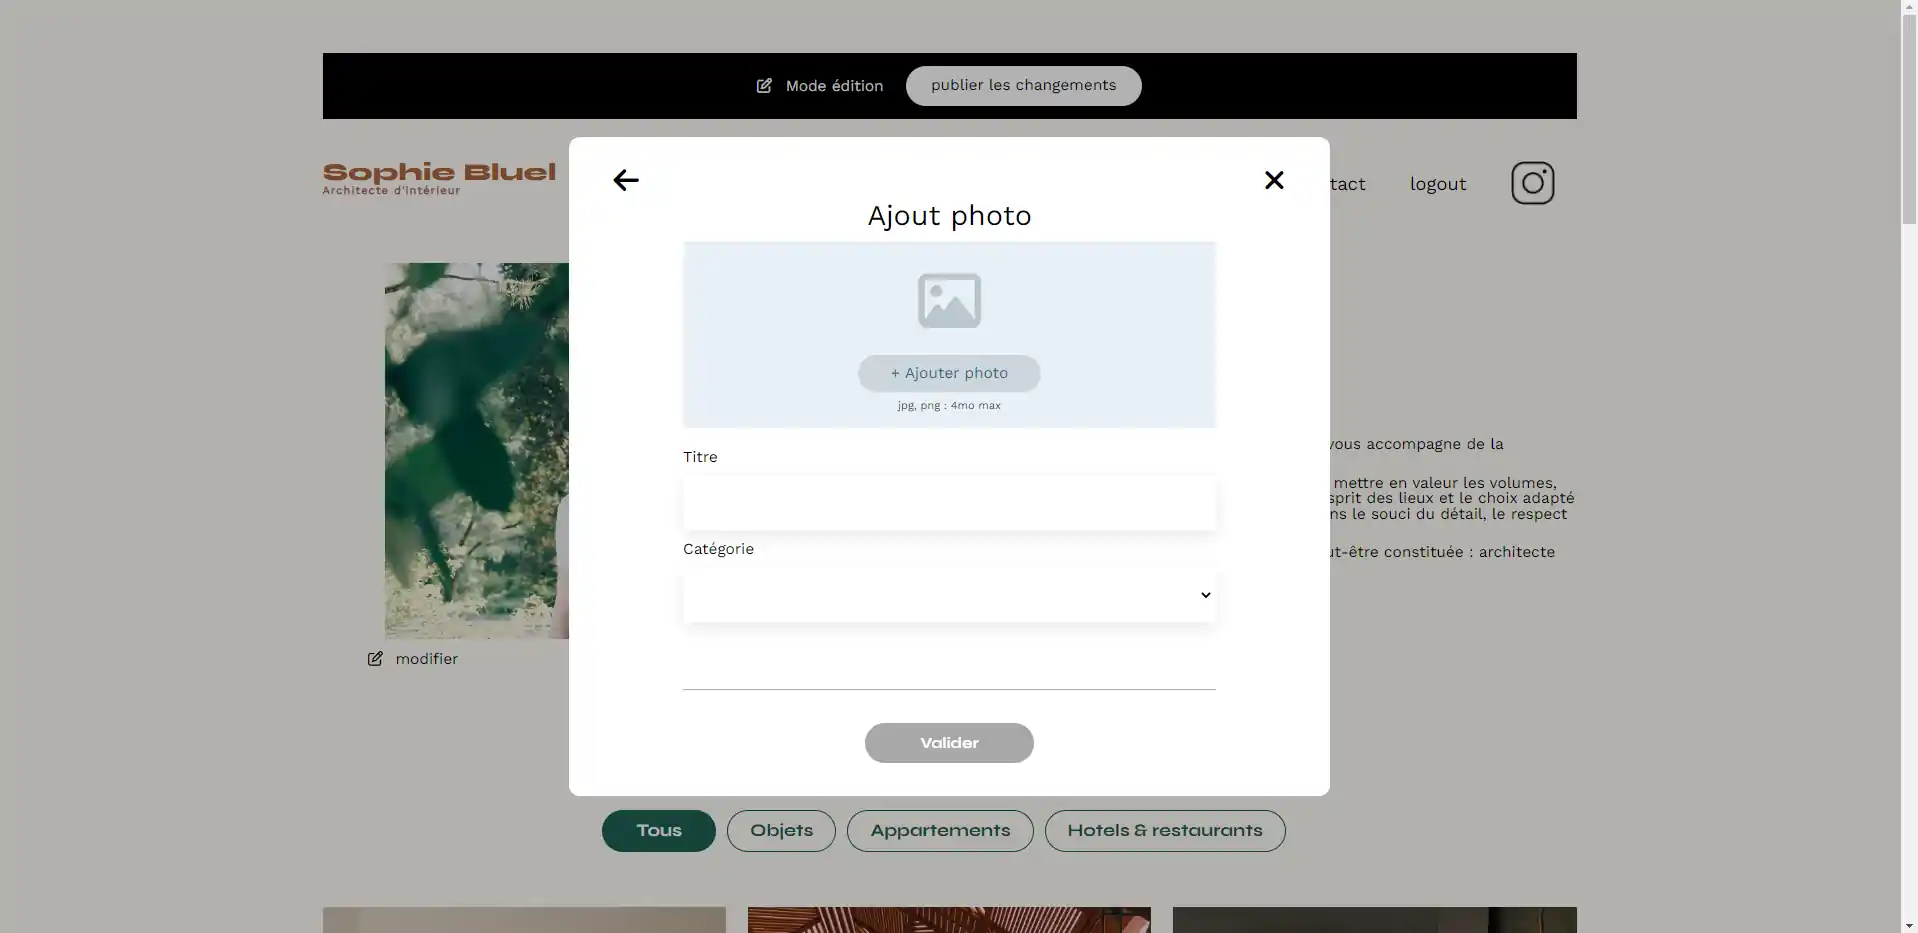 Mode édition
publier les changements
Sophie Bluel
Architecte d'intérieur
tact
logout
Ajout photo
+ Ajouter photo
jpg, png : 4mo max
Titre
Catégorie
Valider
vous accompagne de la
mettre en valeur les volumes,
sprit des lieux et le choix adapté
ns le souci du détail, le respect
ut-être constituée : architecte
modifier
Tous
Objets
Appartements
Hotels & restaurants